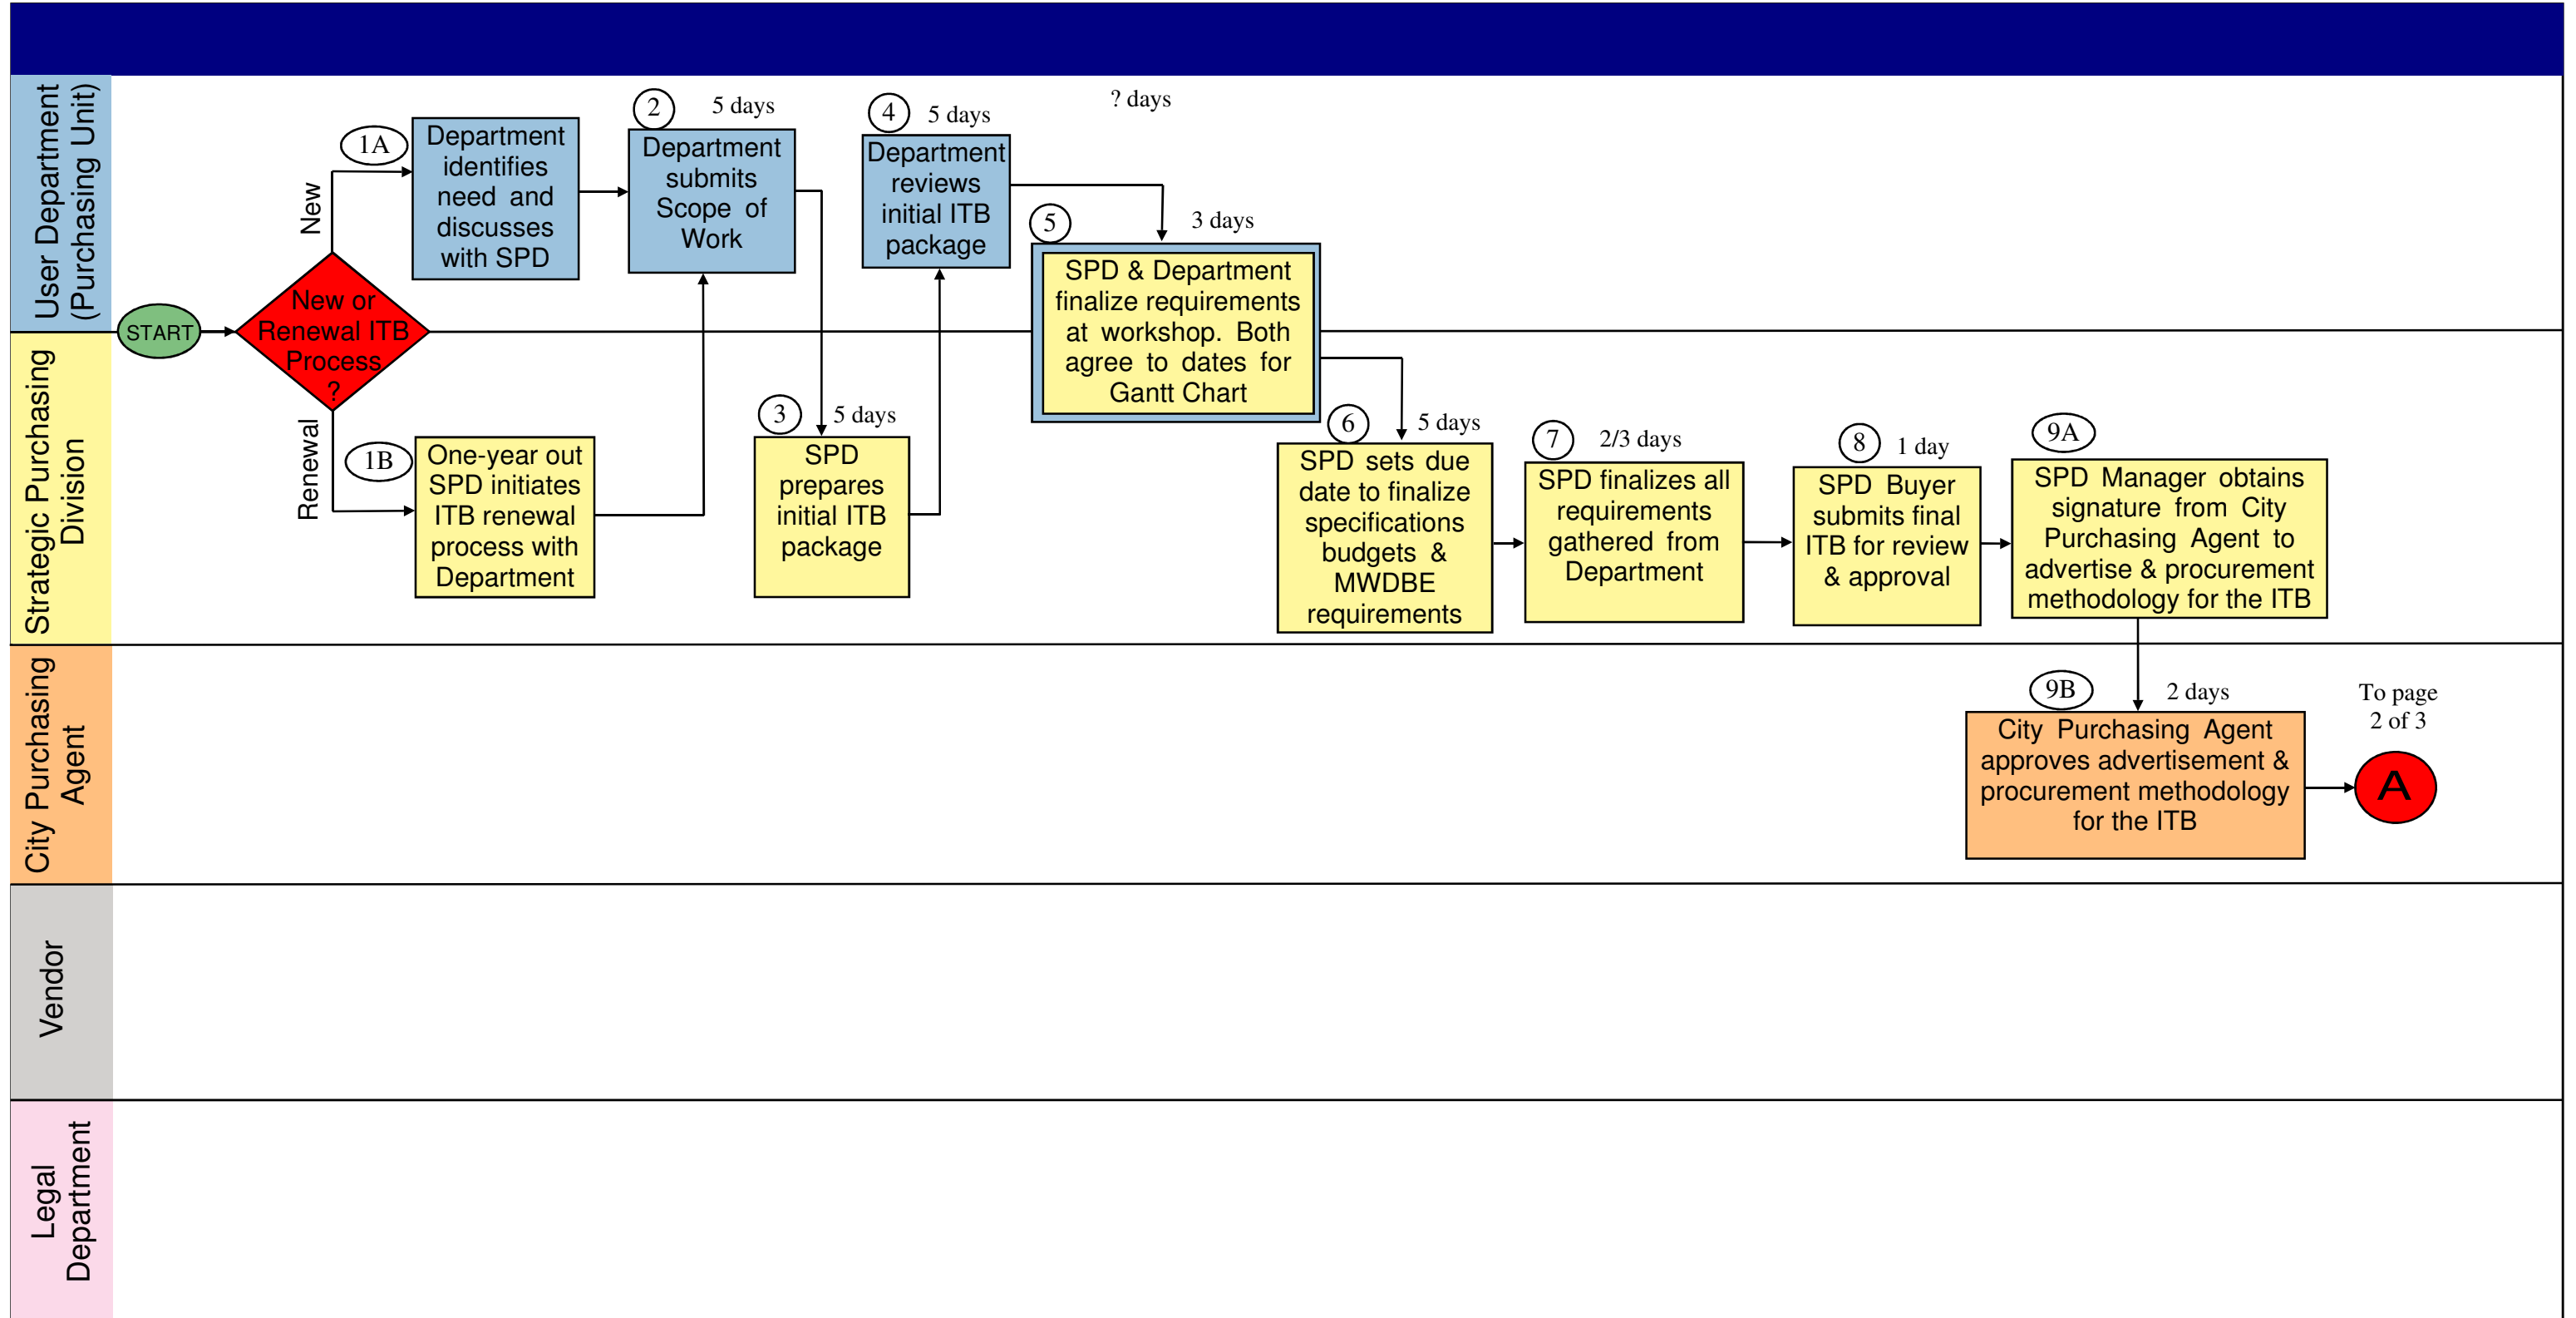 User Department
(Purchasing Unit)
Strategic Purchasing
Division
City Purchasing
Agent
Vendor
Legal
Department
START
New or
Renewal ITB
Process
?
New
Renewal
1A
Department
identifies
need and
discusses
with SPD
1B
One-year out
SPD initiates
ITB renewal
process with
Department
2
5 days
Department
submits
Scope of
Work
3
5 days
SPD
prepares
initial ITB
package
4
5 days
Department
reviews
initial ITB
package
? days
5
3 days
SPD & Department
finalize requirements
at workshop. Both
agree to dates for
Gantt Chart
6
5 days
SPD sets due
date to finalize
specifications
budgets &
MWDBE
requirements
7
2/3 days
SPD finalizes all
requirements
gathered from
Department
8
1 day
SPD Buyer
submits final
ITB for review
& approval
9A
SPD Manager obtains
signature from City
Purchasing Agent to
advertise & procurement
methodology for the ITB
9B
2 days
City Purchasing Agent
approves advertisement &
procurement methodology
for the ITB
To page
2 of 3
A